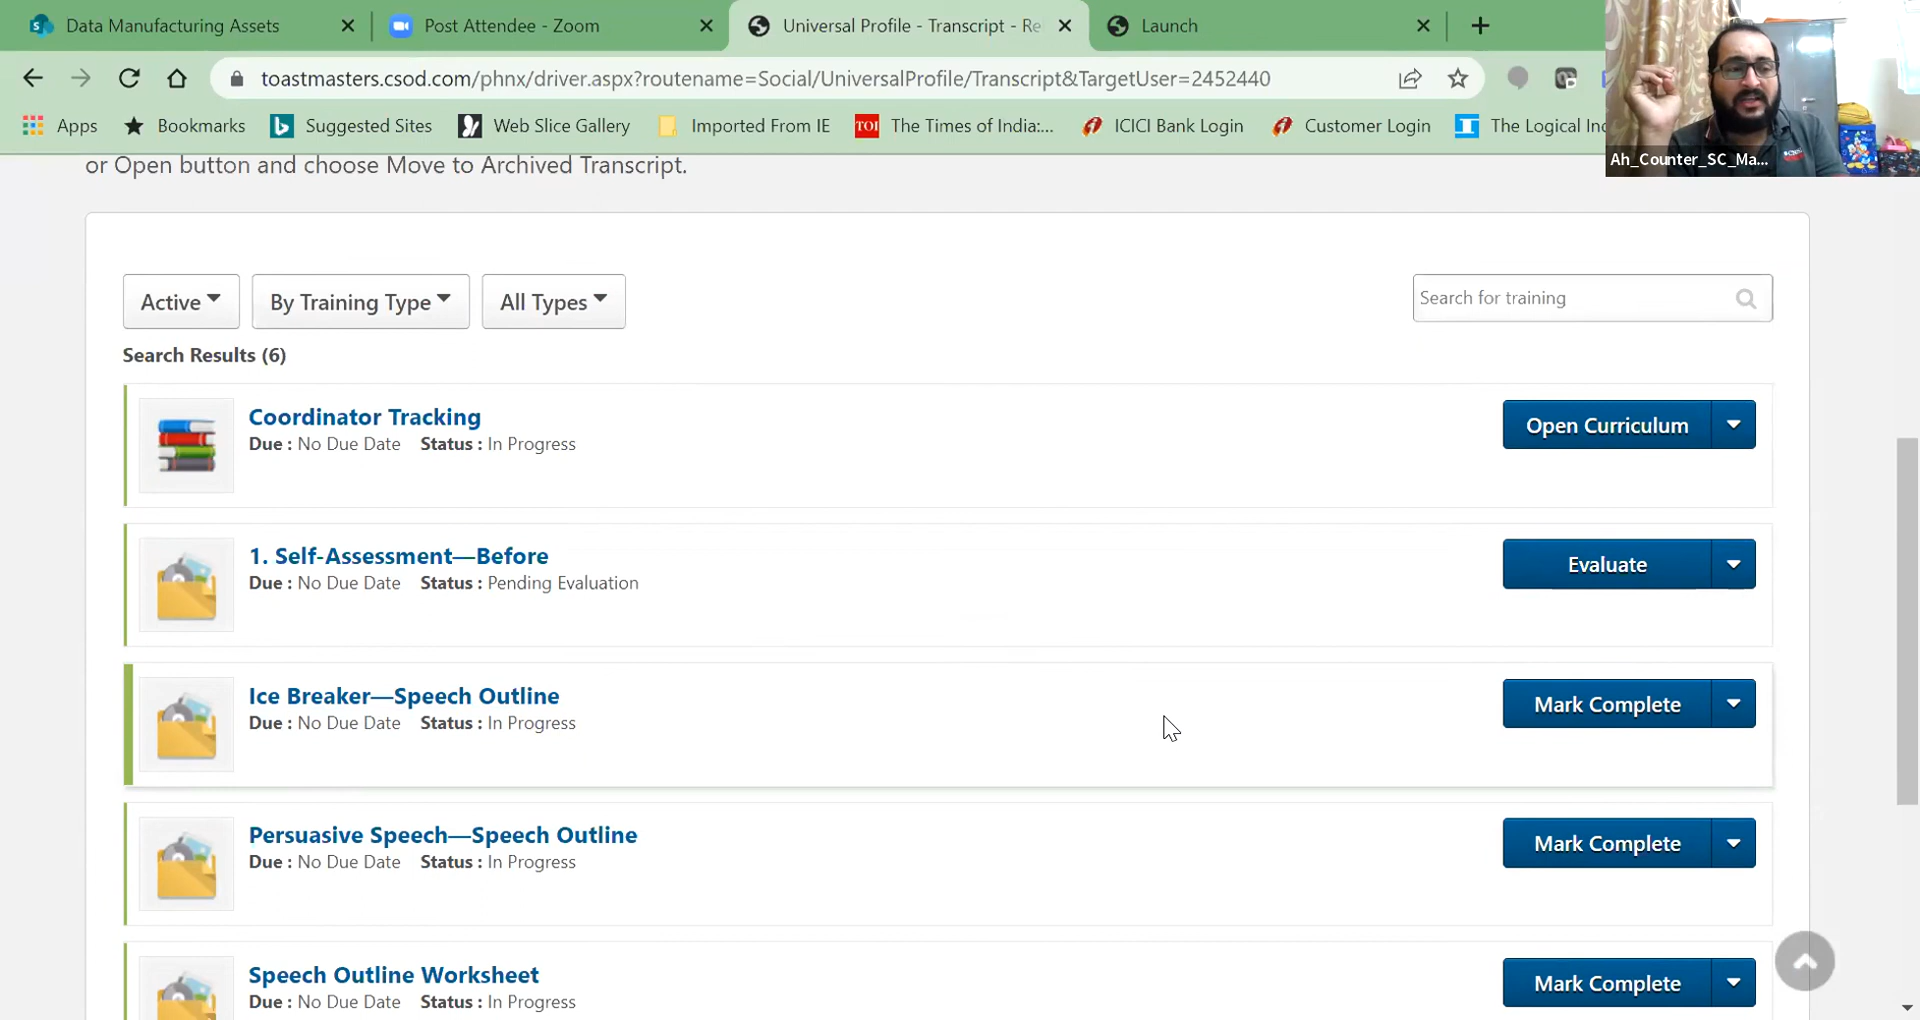 Data Manufacturing Assets
Post Attendee - Zoom
Universal Profile - Transcript - Re
Launch
toastmasters.csod.com/phnx/driver.aspx?routename=Social/UniversalProfile/Transcript&TargetUser=2452440
Apps
Bookmarks
Suggested Sites
Web Slice Gallery
Imported From IE
TOI
The Times of India:...
ICICI Bank Login
Customer Login
The Logical Ind
Ah_Counter_SC_Ma...
or Open button and choose Move to Archived Transcript.
Active
By Training Type
All Types
Search for training
Search Results (6)
Coordinator Tracking
Due : No Due Date Status : In Progress
Open Curriculum
1. Self-Assessment—Before
Due : No Due Date Status : Pending Evaluation
Evaluate
Ice Breaker—Speech Outline
Due : No Due Date Status : In Progress
Mark Complete
Persuasive Speech—Speech Outline
Due : No Due Date Status : In Progress
Mark Complete
Speech Outline Worksheet
Due : No Due Date Status : In Progress
Mark Complete